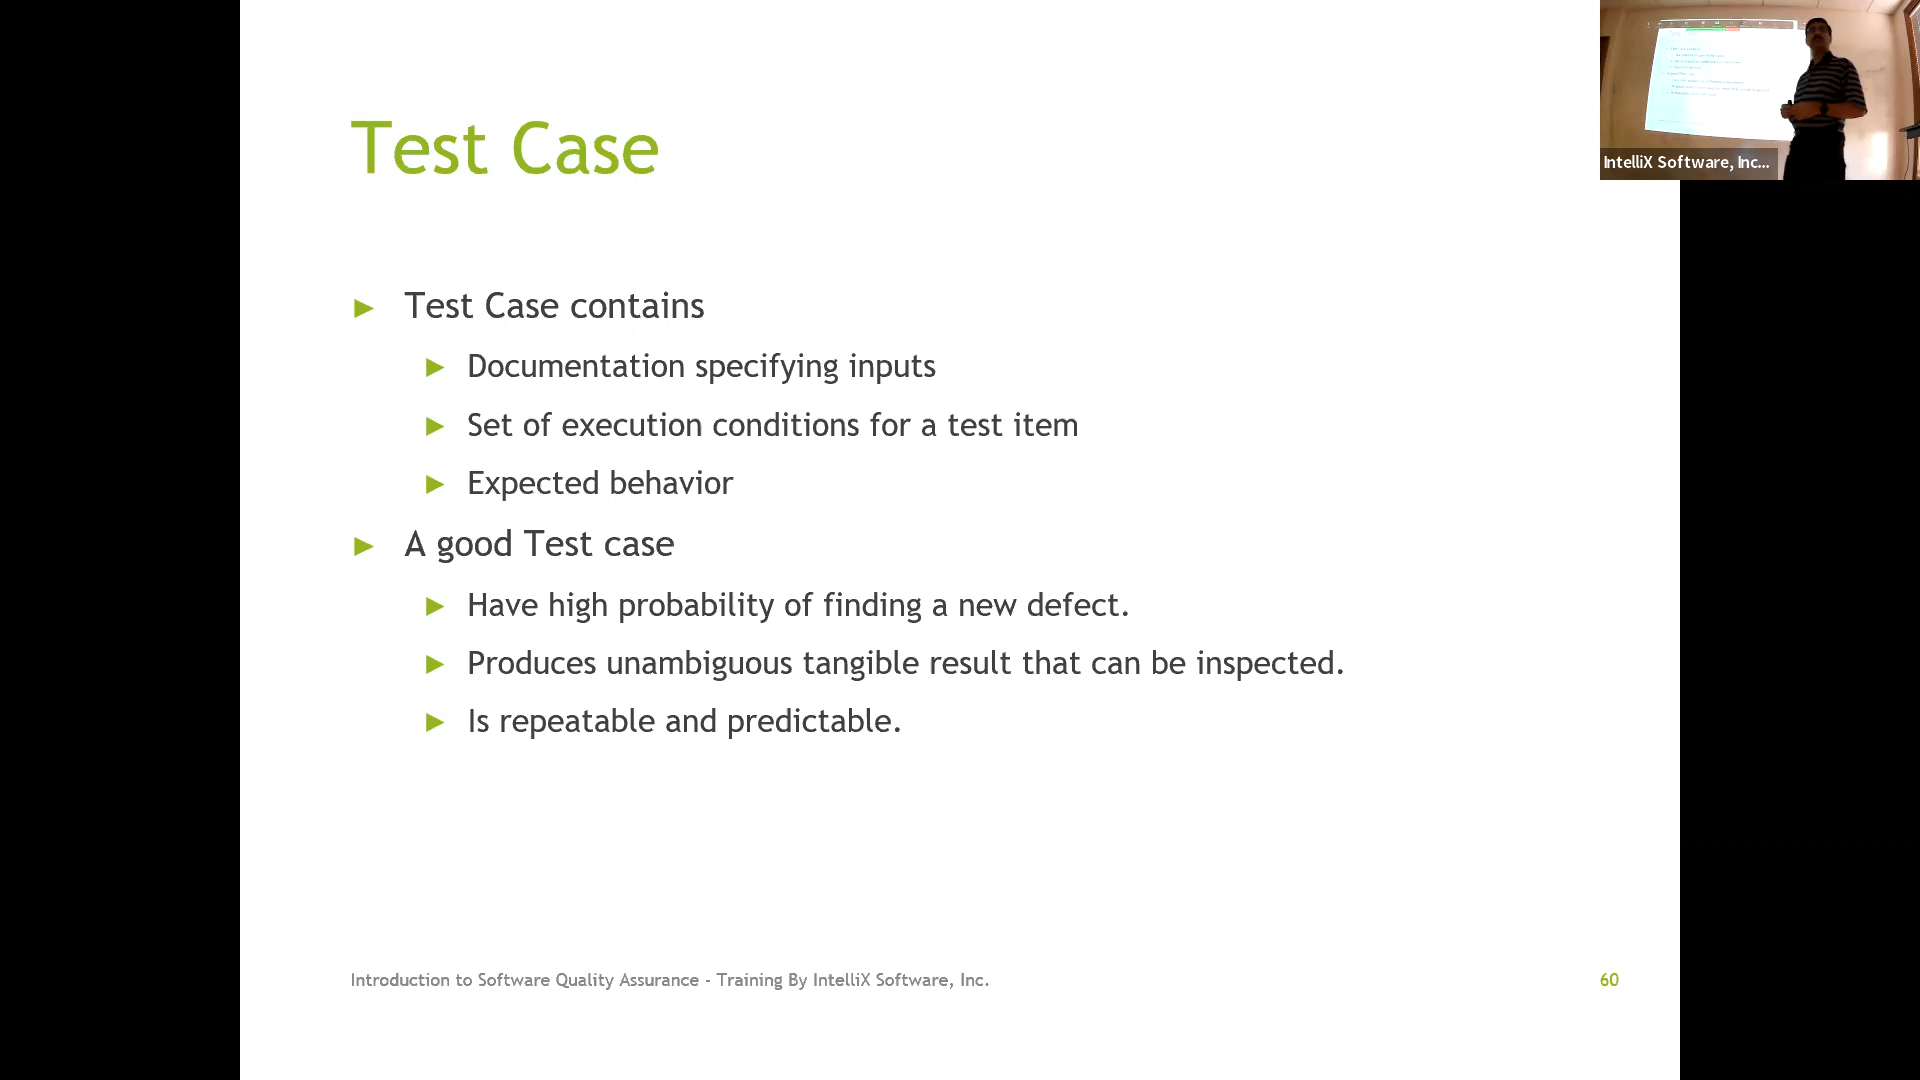 Test Case
IntelliX Software, Inc...
► Test Case contains
► Documentation specifying inputs
► Set of execution conditions for a test item
► Expected behavior
► A good Test case
► Have high probability of finding a new defect.
► Produces unambiguous tangible result that can be inspected.
► Is repeatable and predictable.
Introduction to Software Quality Assurance - Training By IntelliX Software, Inc.
60